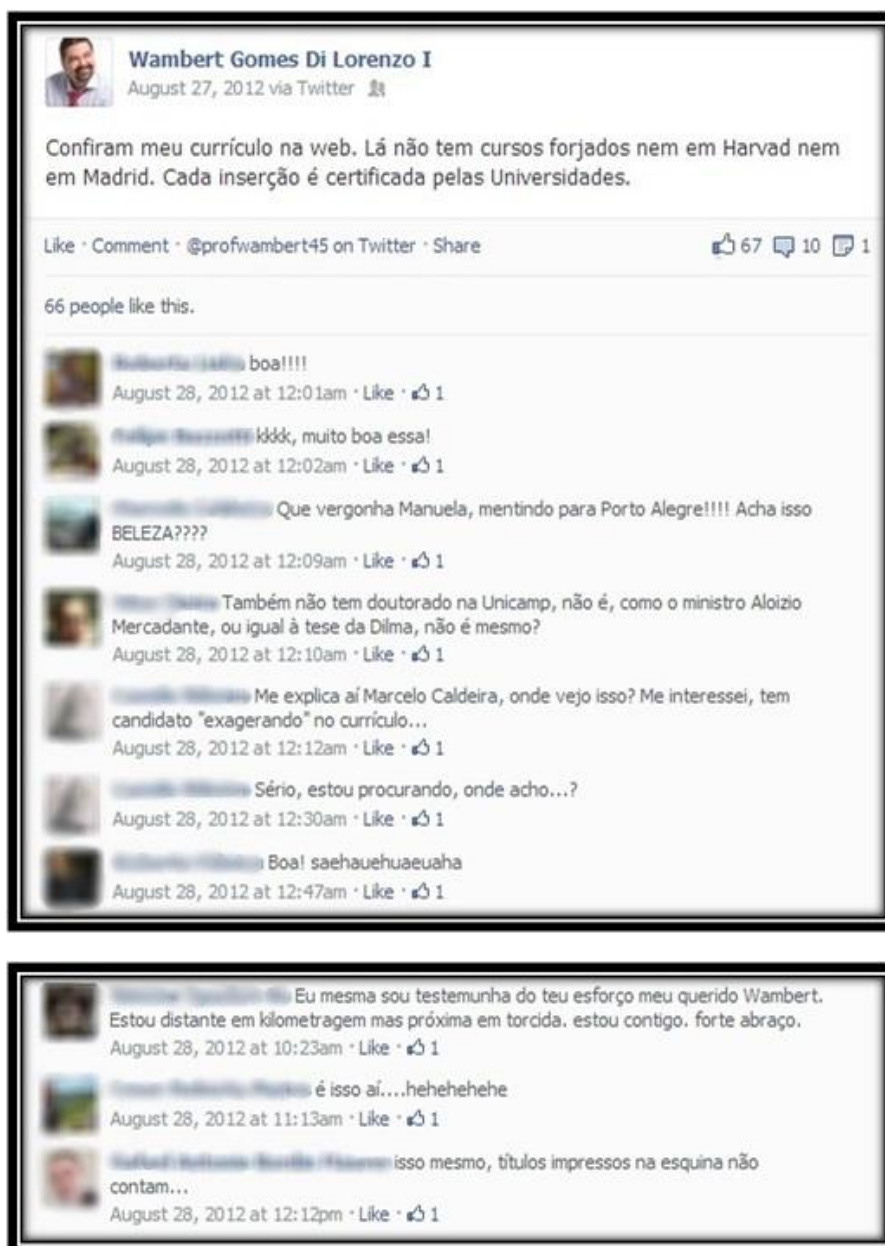 Wambert Gomes Di Lorenzo I
August 27, 2012 via Twitter
Confiram meu currículo na web. Lá não tem cursos forjados nem em Harvad nem
em Madrid. Cada inserção é certificada pelas Universidades.
Like · Comment · @profwambert45 on Twitter · Share 67 10 1
66 people like this.
boa!!!!
August 28, 2012 at 12:01am · Like · 1
kkkk, muito boa essa!
August 28, 2012 at 12:02am · Like · 1
Que vergonha Manuela, mentindo para Porto Alegre!!!! Acha isso
BELEZA????
August 28, 2012 at 12:09am · Like · 1
Também não tem doutorado na Unicamp, não é, como o ministro Aloizio
Mercadante, ou igual à tese da Dilma, não é mesmo?
August 28, 2012 at 12:10am · Like · 1
Me explica aí Marcelo Caldeira, onde vejo isso? Me interessei, tem
candidato "exagerando" no currículo...
August 28, 2012 at 12:12am · Like · 1
Sério, estou procurando, onde acho...?
August 28, 2012 at 12:30am · Like · 1
Boa! saehauehuaeuaha
August 28, 2012 at 12:47am · Like · 1
Eu mesma sou testemunha do teu esforço meu querido Wambert.
Estou distante em kilometragem mas próxima em torcida. estou contigo. forte abraço.
August 28, 2012 at 10:23am · Like · 1
é isso aí....hehehehehe
August 28, 2012 at 11:13am · Like · 1
isso mesmo, títulos impressos na esquina não
contam...
August 28, 2012 at 12:12pm · Like · 1